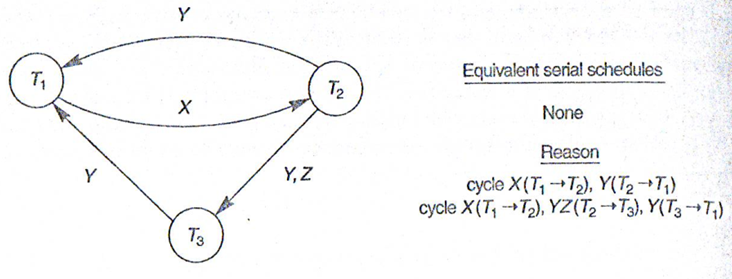 Y
T₁
T₂
X
Y
Y, Z
T₃
Equivalent serial schedules
None
Reason
cycle X(T₁ → T₂), Y(T₂ → T₁)
cycle X(T₁ → T₂), YZ(T₂ → T₃), Y(T₃ → T₁)